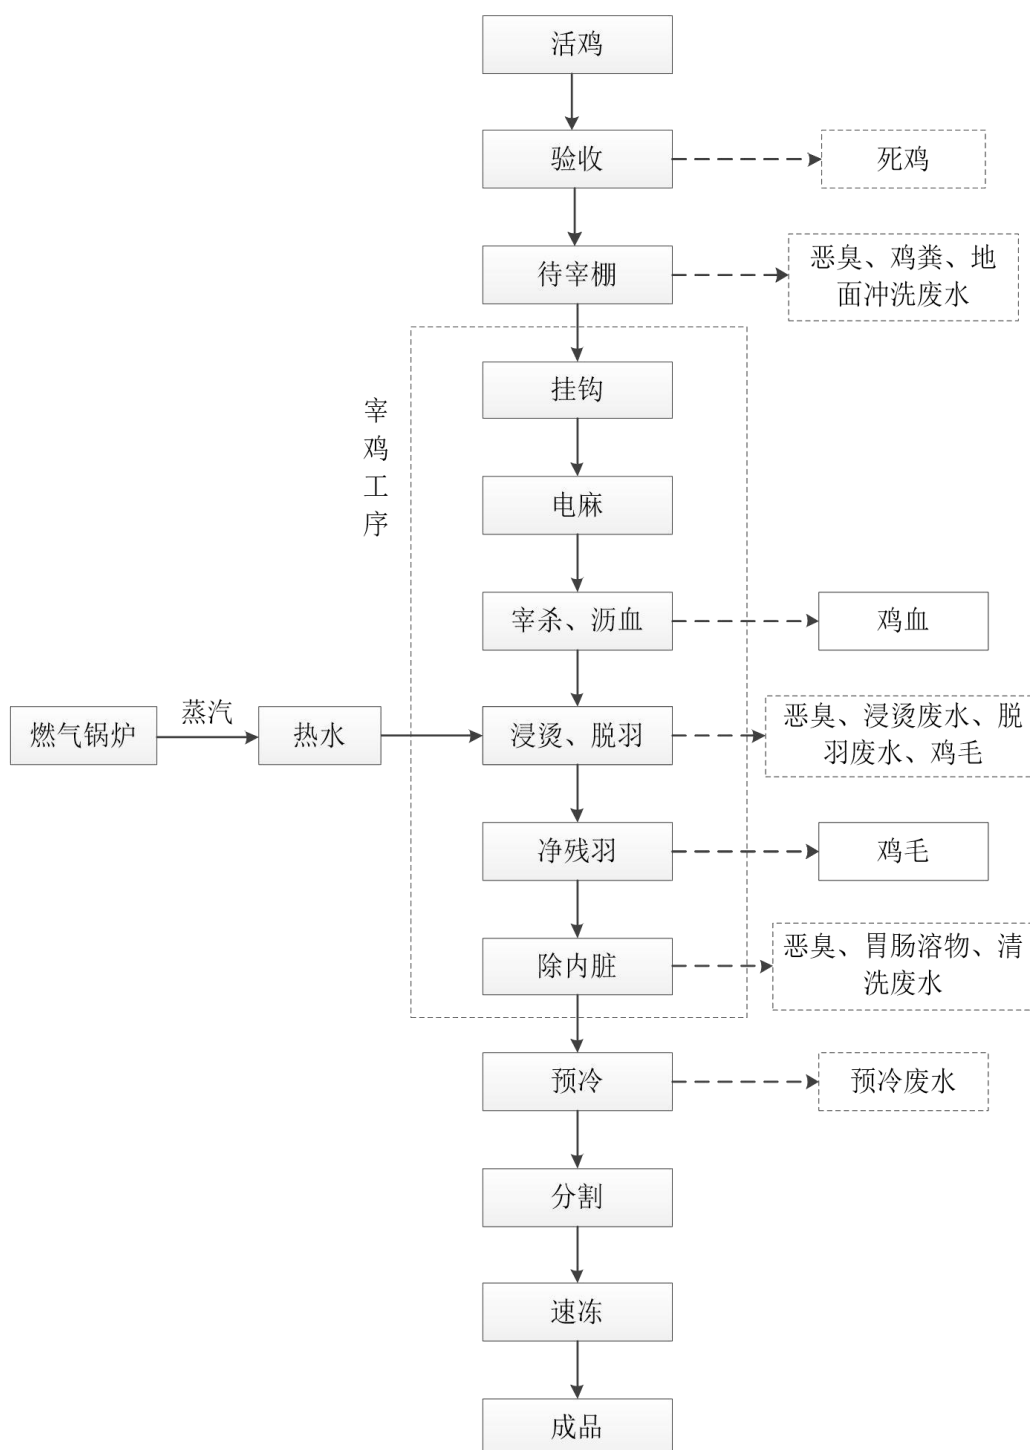 活鸡
验收
死鸡
待宰棚
恶臭、鸡粪、地
面冲洗废水
宰
鸡
工
序
挂钩
电麻
宰杀、沥血
鸡血
燃气锅炉
蒸汽
热水
浸烫、脱羽
恶臭、浸烫废水、脱
羽废水、鸡毛
净残羽
鸡毛
除内脏
恶臭、胃肠溶物、清
洗废水
预冷
预冷废水
分割
速冻
成品